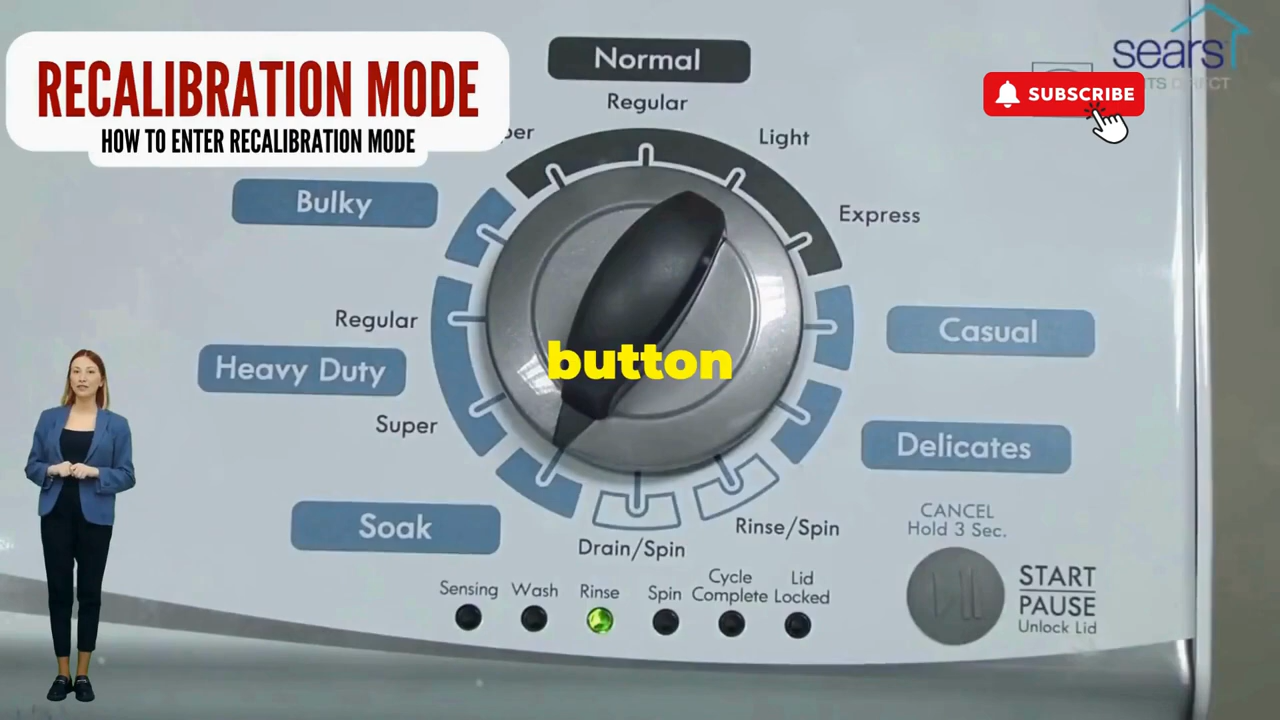 RECALIBRATION MODE
HOW TO ENTER RECALIBRATION MODE
sears
SUBSCRIBE
Normal
Regular
Light
Express
Bulky
Regular
Heavy Duty
Super
Casual
Delicates
button
Soak
Rinse/Spin
Drain/Spin
CANCEL
Hold 3 Sec.
START
PAUSE
Unlock Lid
Sensing
Wash
Rinse
Spin
Cycle
Complete
Lid
Locked